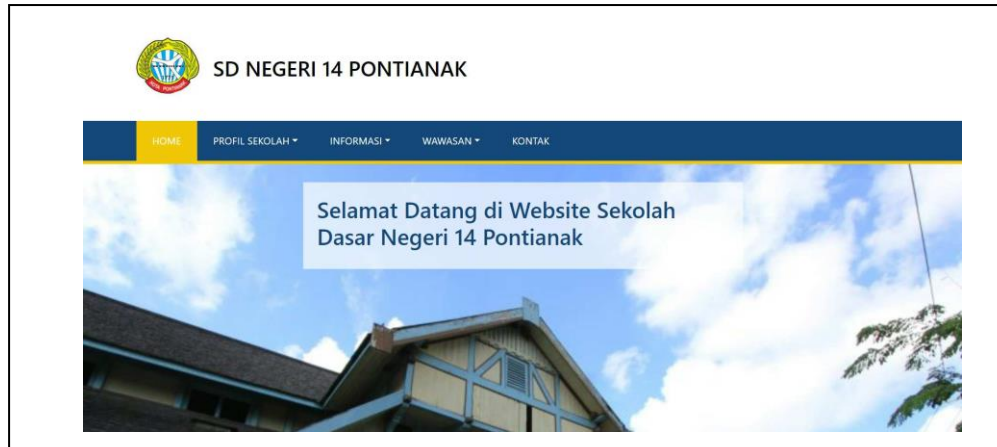 SD NEGERI 14 PONTIANAK
HOME PROFIL SEKOLAH INFORMASI WAWASAN KONTAK
Selamat Datang di Website Sekolah
Dasar Negeri 14 Pontianak